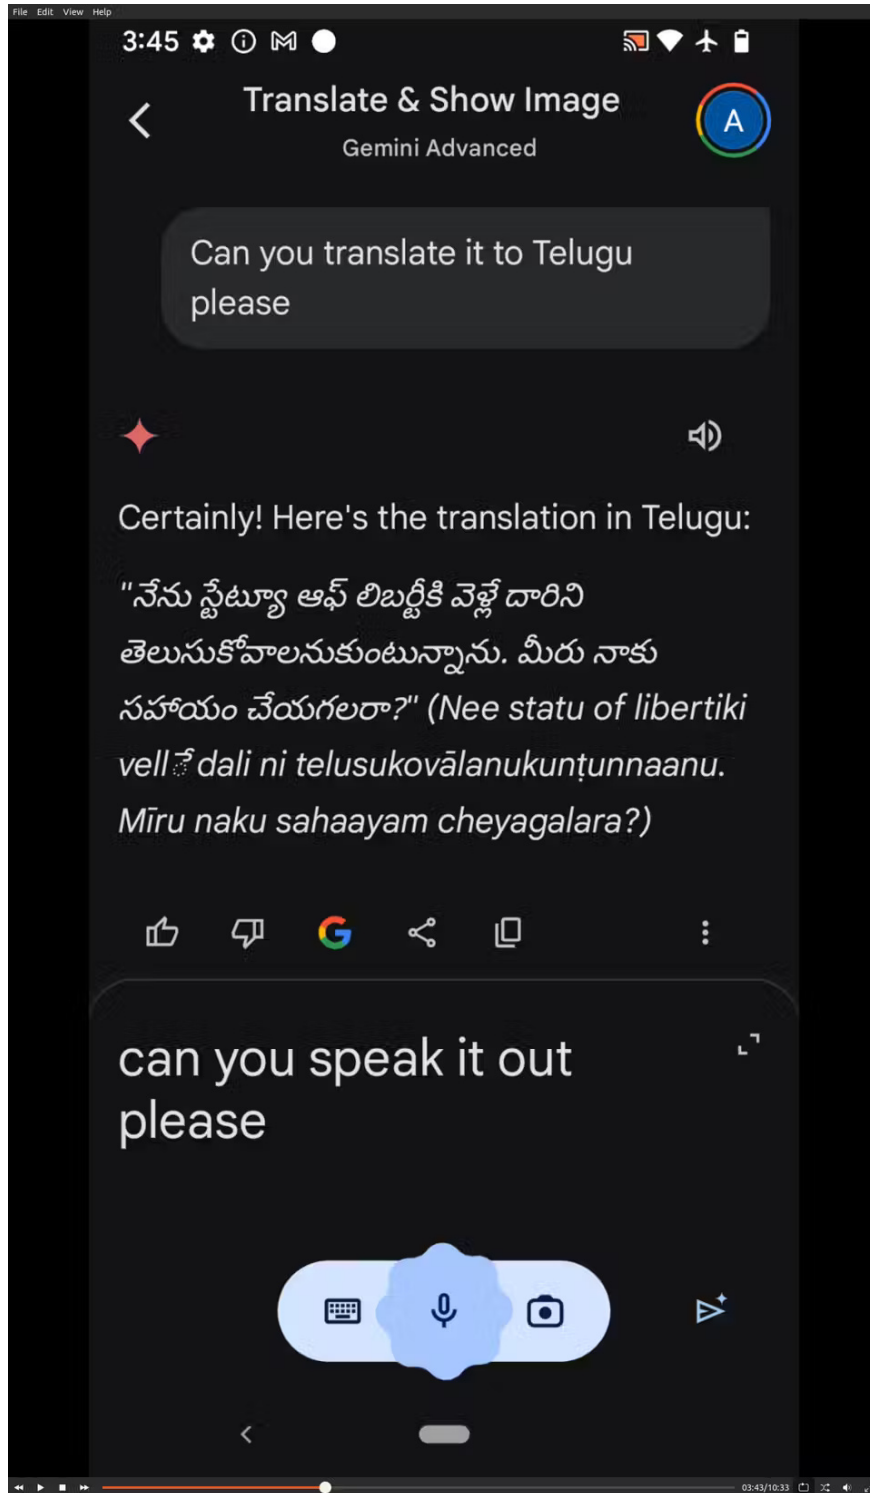 File Edit View Help
3:45
Translate & Show Image
A
Gemini Advanced
Can you translate it to Telugu
please
Certainly! Here's the translation in Telugu:
"నేను స్టేట్యూ ఆఫ్ లిబర్టీకి వెళ్లే దారిని
తెలుసుకోవాలనుకుంటున్నాను. మీరు నాకు
సహాయం చేయగలరా?" (Nee statu of libertiki
vellే dali ni telusukovālanukunṭunnaanu.
Mīru naku sahaayam cheyagalara?)
can you speak it out
please
03:43/10:33